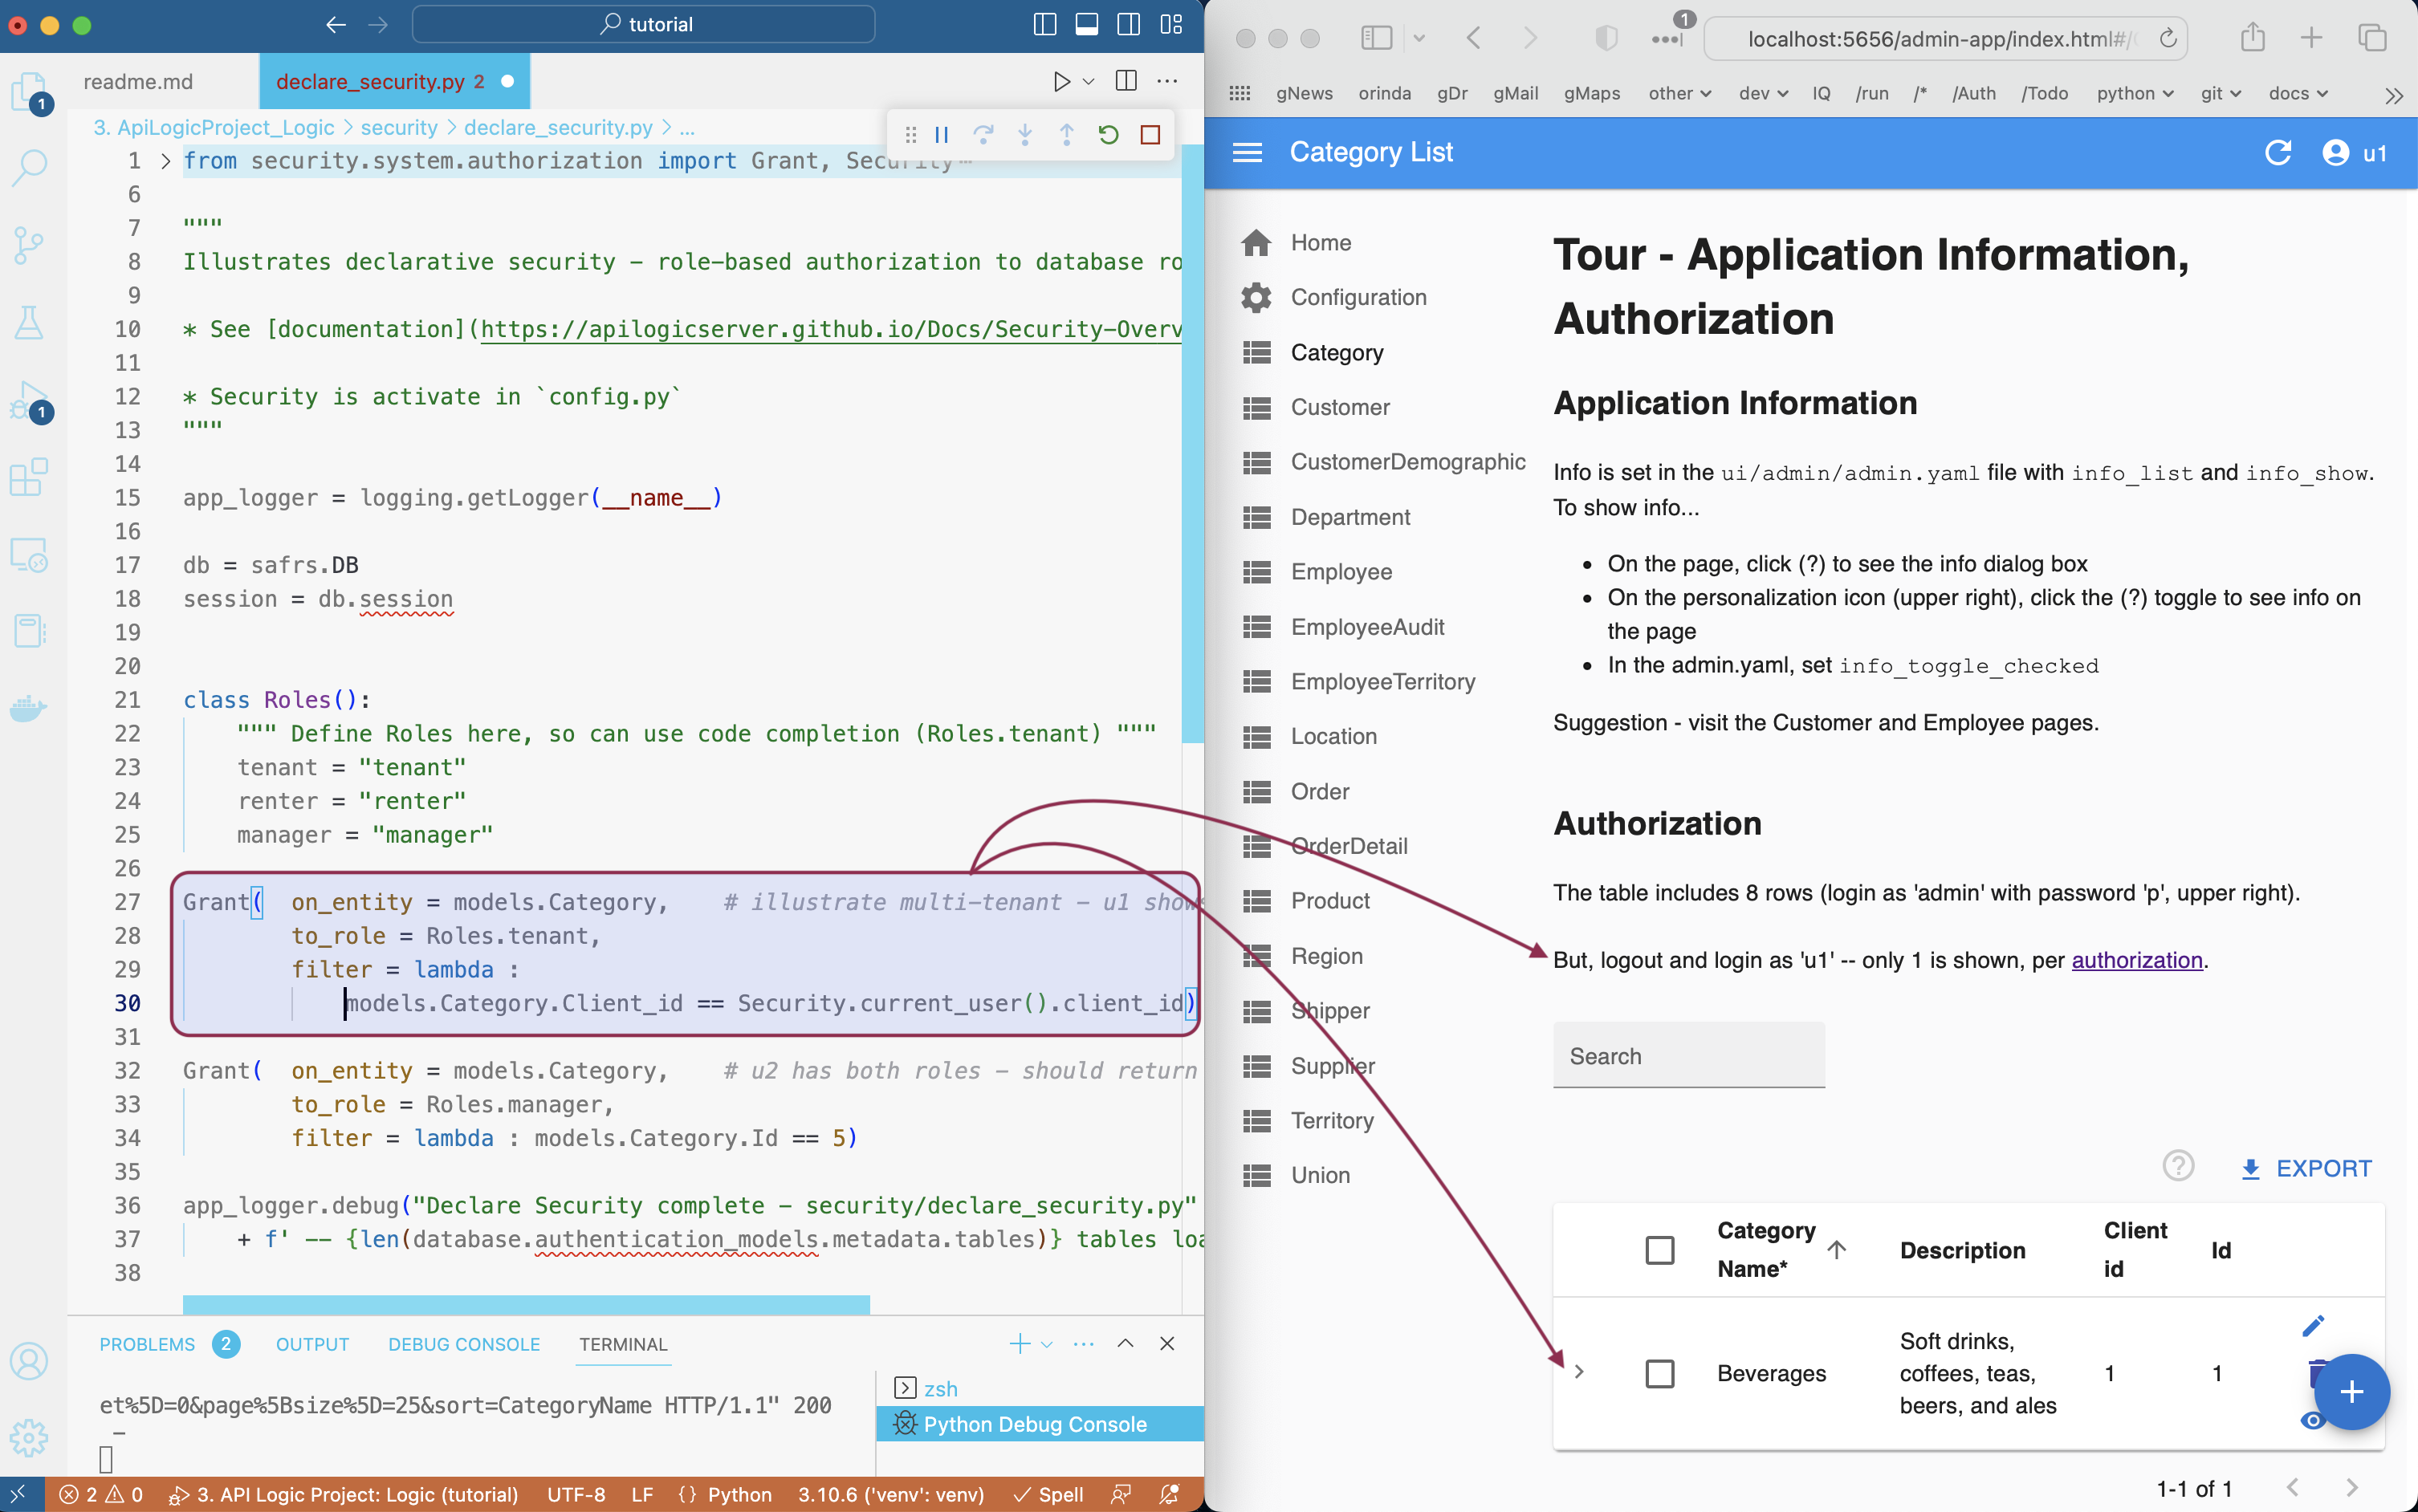 tutorial
readme.md
declare_security.py 2
3. ApiLogicProject_Logic > security > declare_security.py > ...
1 from security.system.authorization import Grant, Security
6
7 """
8 Illustrates declarative security - role-based authorization to database ro
9
10 * See [documentation](https://apilogicserver.github.io/Docs/Security-Overv
11
12 * Security is activate in `config.py`
13 """
14
15 app_logger = logging.getLogger(__name__)
16
17 db = safrs.DB
18 session = db.session
19
20
21 class Roles():
22 """ Define Roles here, so can use code completion (Roles.tenant) """
23 tenant = "tenant"
24 renter = "renter"
25 manager = "manager"
26
27 Grant( on_entity = models.Category, # illustrate multi-tenant - u1 shows
28 to_role = Roles.tenant,
29 filter = lambda :
30 models.Category.Client_id == Security.current_user().client_id)
31
32 Grant( on_entity = models.Category, # u2 has both roles - should return
33 to_role = Roles.manager,
34 filter = lambda : models.Category.Id == 5)
35
36 app_logger.debug("Declare Security complete - security/declare_security.py"
37 + f' -- {len(database.authentication_models.metadata.tables)} tables loa
38
1
1
PROBLEMS 2 OUTPUT DEBUG CONSOLE TERMINAL
et%5D=0&page%5Bsize%5D=25&sort=CategoryName HTTP/1.1" 200
-
zsh
Python Debug Console
2 0 3. API Logic Project: Logic (tutorial) UTF-8 LF {} Python 3.10.6 ('venv': venv) Spell
1
localhost:5656/admin-app/index.html#/
gNews orinda gDr gMail gMaps other dev IQ /run /* /Auth /Todo python git docs
Category List
u1
Home
Configuration
Category
Customer
CustomerDemographic
Department
Employee
EmployeeAudit
EmployeeTerritory
Location
Order
OrderDetail
Product
Region
Shipper
Supplier
Territory
Union
Tour - Application Information,
Authorization
Application Information
Info is set in the ui/admin/admin.yaml file with info_list and info_show.
To show info...
• On the page, click (?) to see the info dialog box
• On the personalization icon (upper right), click the (?) toggle to see info on
the page
• In the admin.yaml, set info_toggle_checked
Suggestion - visit the Customer and Employee pages.
Authorization
The table includes 8 rows (login as 'admin' with password 'p', upper right).
But, logout and login as 'u1' -- only 1 is shown, per authorization.
Search
EXPORT
Category Name* Description Client id Id
Beverages
Soft drinks,
coffees, teas,
beers, and ales
1
1
1-1 of 1